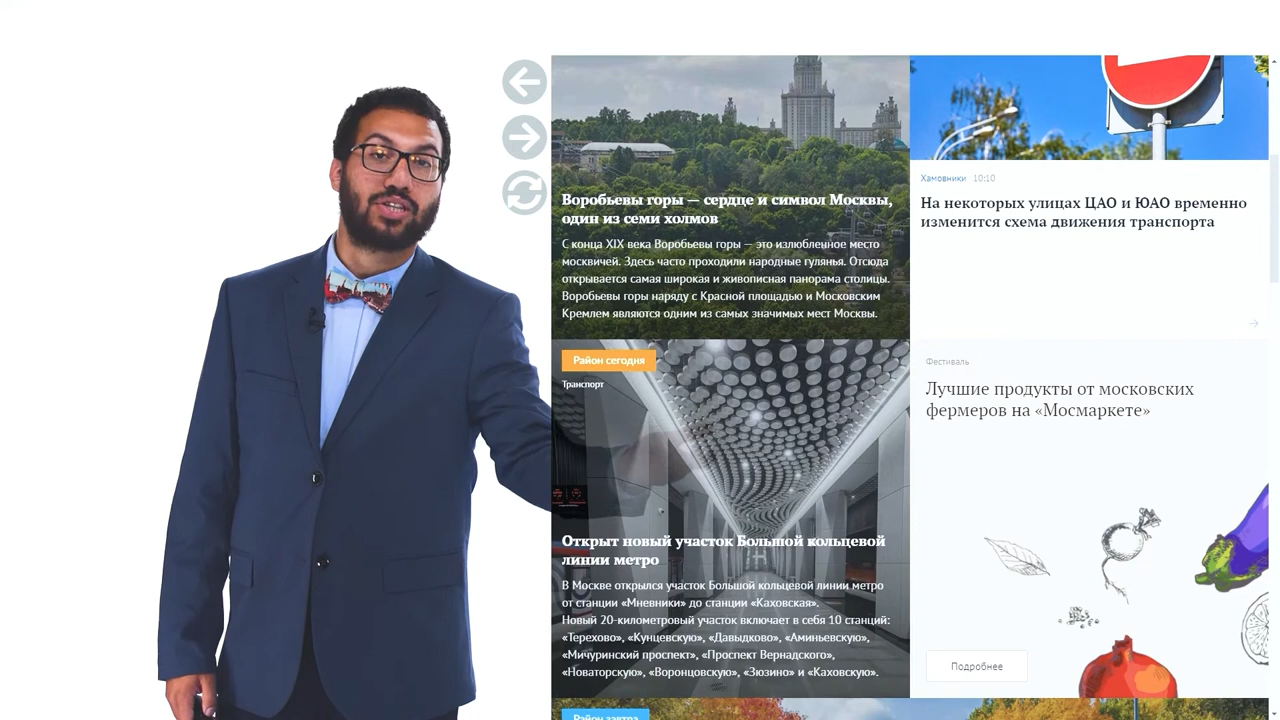 Воробьевы горы — сердце и символ Москвы,
один из семи холмов
С конца XIX века Воробьевы горы — это излюбленное место
москвичей. Здесь часто проходили народные гулянья. Отсюда
открывается самая широкая и живописная панорама столицы.
Воробьевы горы наряду с Красной площадью и Московским
Кремлем являются одним из самых значимых мест Москвы.
Хамовники 10:10
На некоторых улицах ЦАО и ЮАО временно
изменится схема движения транспорта
Район сегодня
Транспорт
Открыт новый участок Большой кольцевой
линии метро
В Москве открылся участок Большой кольцевой линии метро
от станции «Мневники» до станции «Каховская».
Новый 20-километровый участок включает в себя 10 станций:
«Терехово», «Кунцевскую», «Давыдково», «Аминьевскую»,
«Мичуринский проспект», «Проспект Вернадского»,
«Новаторскую», «Воронцовскую», «Зюзино» и «Каховскую».
Фестиваль
Лучшие продукты от московских
фермеров на «Мосмаркете»
Подробнее
Район завтра